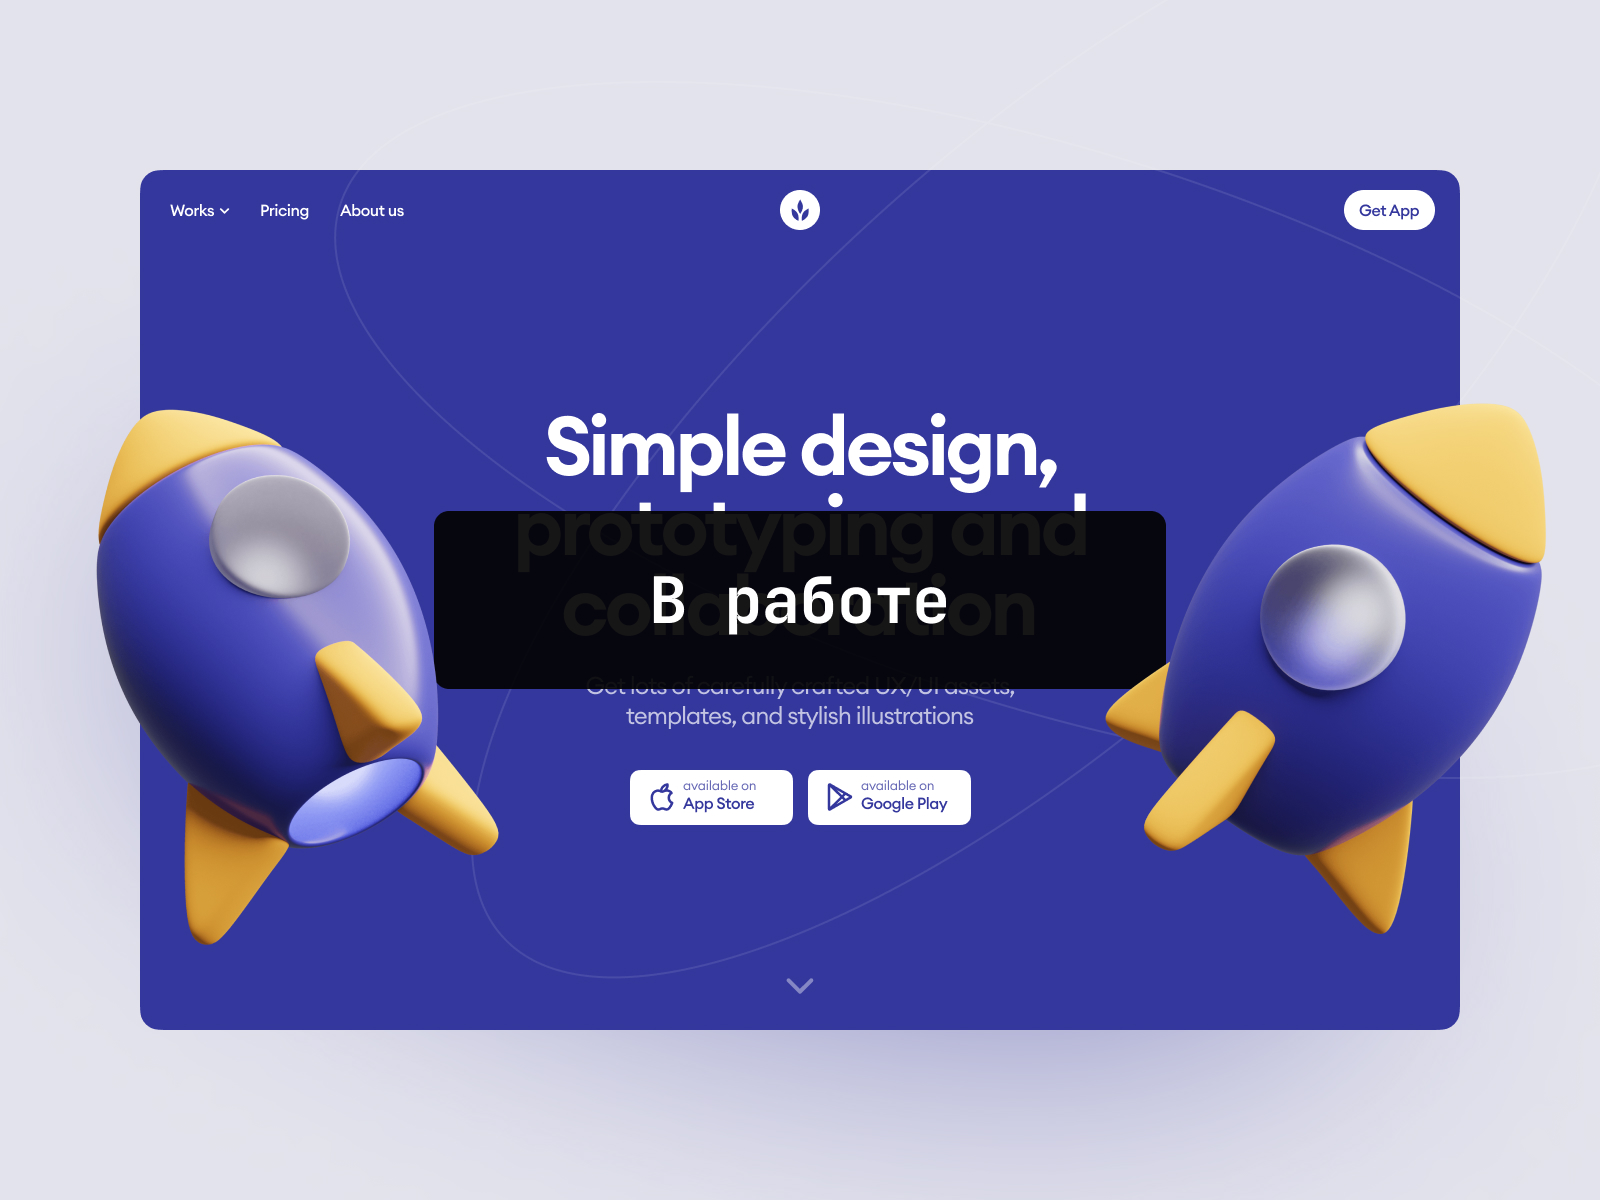 Works
Pricing
About us
Get App
Simple design,
prototyping and
collaboration
В работе
Get lots of carefully crafted UX/UI assets,
templates, and stylish illustrations
available on
App Store
available on
Google Play